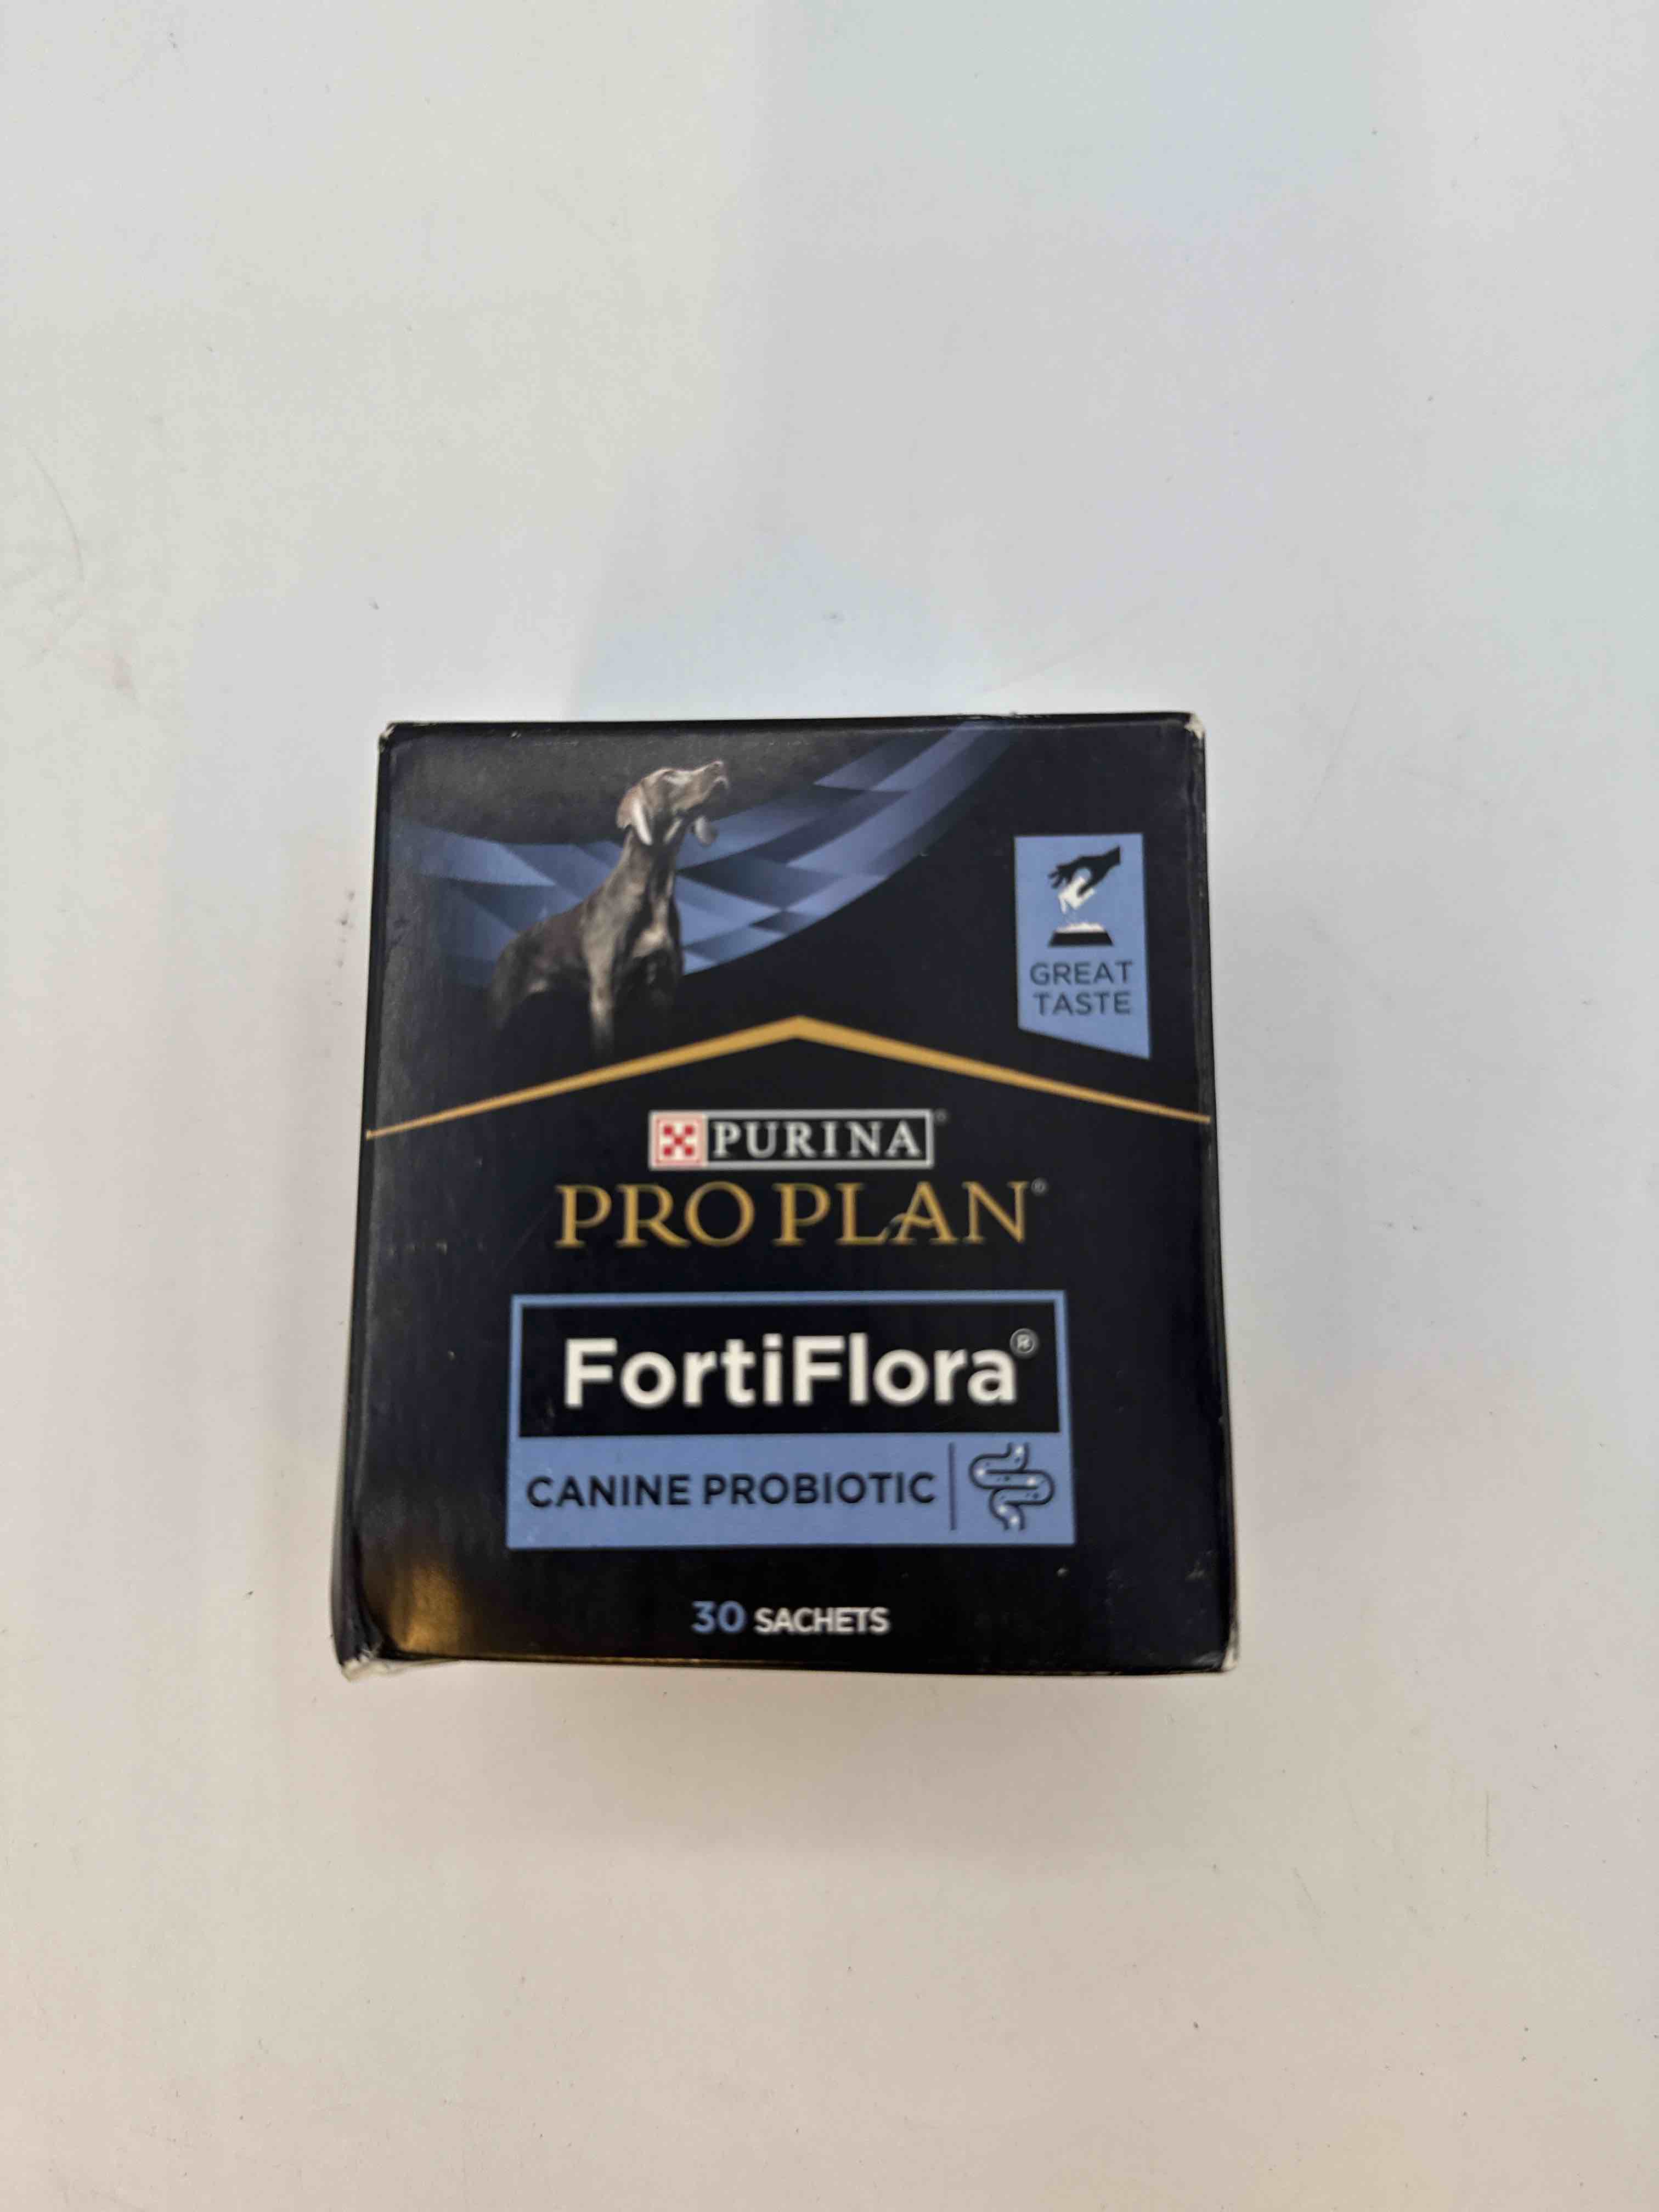 GREAT
TASTE
PURINA®
PRO PLAN®
FortiFlora®
CANINE PROBIOTIC
30 SACHETS